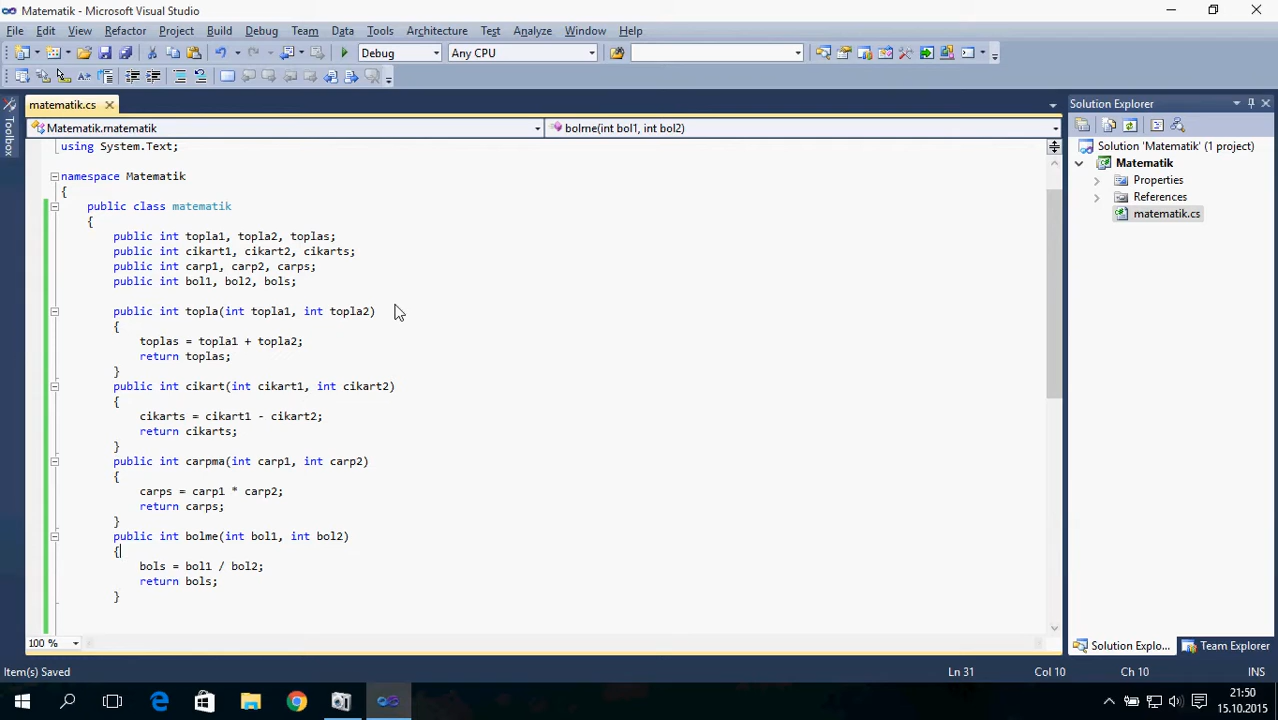 Matematik - Microsoft Visual Studio
File Edit View Refactor Project Build Debug Team Data Tools Architecture Test Analyze Window Help
Debug Any CPU
matematik.cs
Solution Explorer
Toolbox
Matematik.matematik bolme(int bol1, int bol2)
using System.Text;
namespace Matematik
{
public class matematik
{
public int topla1, topla2, toplas;
public int cikart1, cikart2, cikarts;
public int carp1, carp2, carps;
public int bol1, bol2, bols;
public int topla(int topla1, int topla2)
{
toplas = topla1 + topla2;
return toplas;
}
public int cikart(int cikart1, int cikart2)
{
cikarts = cikart1 - cikart2;
return cikarts;
}
public int carpma(int carp1, int carp2)
{
carps = carp1 * carp2;
return carps;
}
public int bolme(int bol1, int bol2)
{
bols = bol1 / bol2;
return bols;
}
100 %
Solution 'Matematik' (1 project)
Matematik
Properties
References
matematik.cs
Solution Explo... Team Explorer
Item(s) Saved Ln 31 Col 10 Ch 10 INS
21:50
15.10.2015